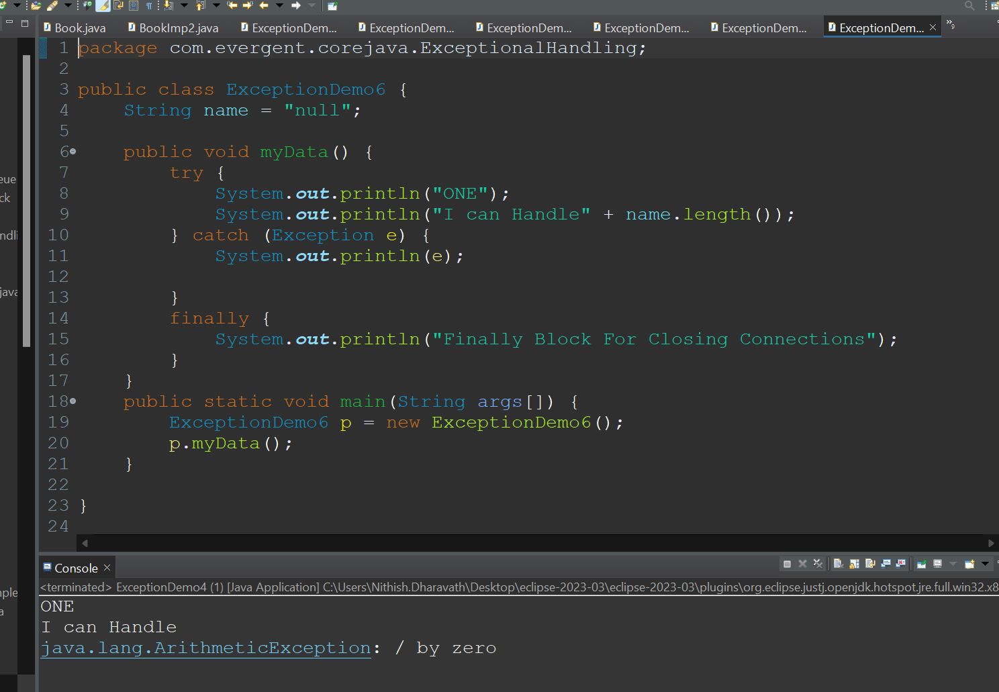 Book.java BookImp2.java ExceptionDem... ExceptionDem... ExceptionDem... ExceptionDem... ExceptionDem... ExceptionDem... »9
1 package com.evergent.corejava.ExceptionalHandling;
2
3 public class ExceptionDemo6 {
4 String name = "null";
5
6 public void myData() {
7 try {
8 System.out.println("ONE");
9 System.out.println("I can Handle" + name.length());
10 } catch (Exception e) {
11 System.out.println(e);
12
13 }
14 finally {
15 System.out.println("Finally Block For Closing Connections");
16 }
17 }
18 public static void main(String args[]) {
19 ExceptionDemo6 p = new ExceptionDemo6();
20 p.myData();
21 }
22
23 }
24
eue
ck
ndli
java
nple
a
Console
<terminated> ExceptionDemo4 (1) [Java Application] C:\Users\Nithish.Dharavath\Desktop\eclipse-2023-03\eclipse-2023-03\plugins\org.eclipse.justj.openjdk.hotspot.jre.full.win32.x8
ONE
I can Handle
java.lang.ArithmeticException: / by zero